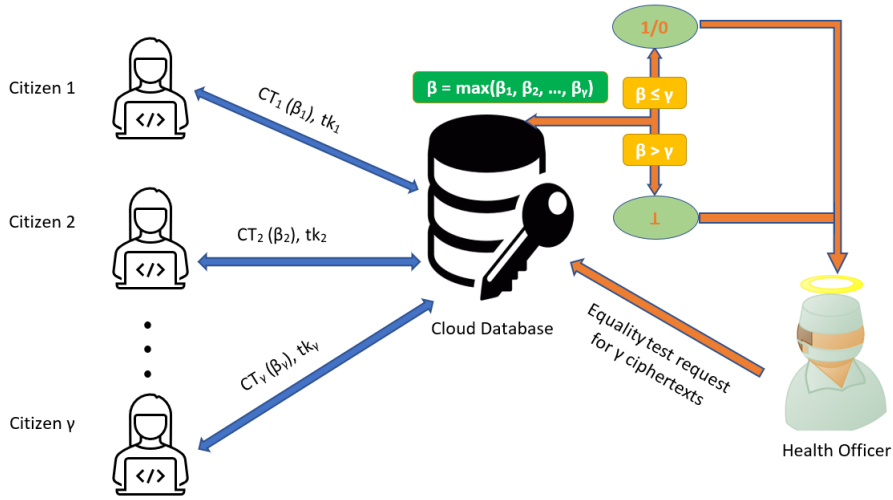 Citizen 1
</>
CT₁ (β₁), tk₁
β = max(β₁, β₂, ..., βᵧ)
1/0
β ≤ γ
β > γ
⊥
Citizen 2
</>
CT₂ (β₂), tk₂
Cloud Database
Equality test request
for γ ciphertexts
CTᵧ (βᵧ), tkᵧ
Citizen γ
</>
Health Officer